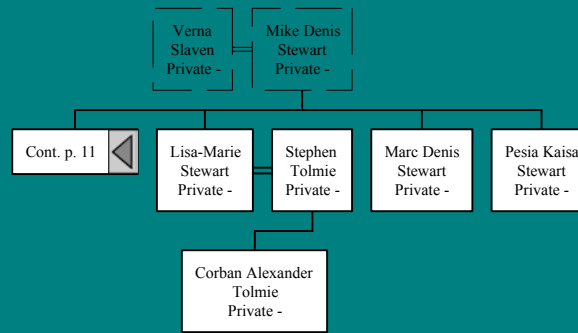 Verna
Slaven
Private -
Mike Denis
Stewart
Private -
Cont. p. 11
Lisa-Marie
Stewart
Private -
Stephen
Tolmie
Private -
Marc Denis
Stewart
Private -
Pesia Kaisa
Stewart
Private -
Corban Alexander
Tolmie
Private -